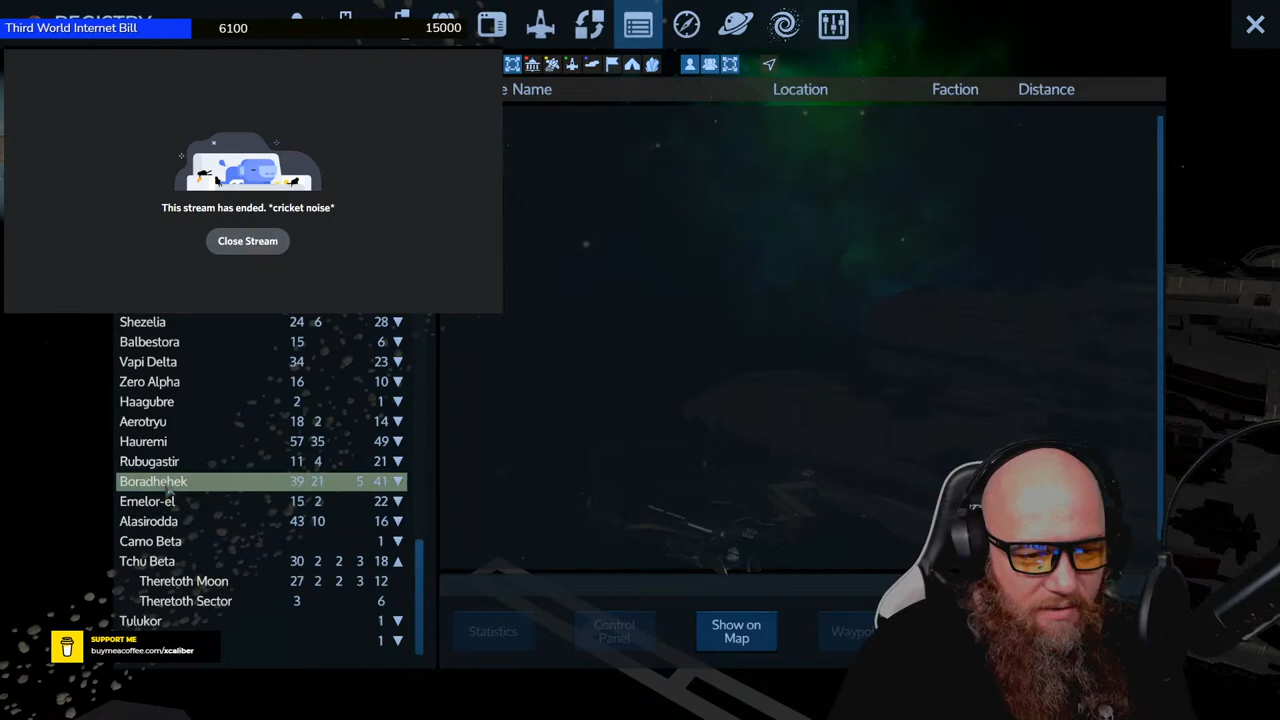 REGISTRY
Third World Internet Bill 6100 15000
This stream has ended. *cricket noise*
Close Stream
e Name Location Faction Distance
Shezelia 24 6 28
Balbestora 15 6
Vapi Delta 34 23
Zero Alpha 16 10
Haagubre 2 1
Aerotryu 18 2 14
Hauremi 57 35 49
Rubugastir 11 4 21
Boradhehek 39 21 5 41
Emelor-el 15 2 22
Alasirodda 43 10 16
Camo Beta 1
Tchu Beta 30 2 2 3 18
Theretoth Moon 27 2 2 3 12
Theretoth Sector 3 6
Tulukor 1
1
SUPPORT ME
buymeacoffee.com/xcaliber
Statistics
Control
Panel
Show on
Map
Waypo